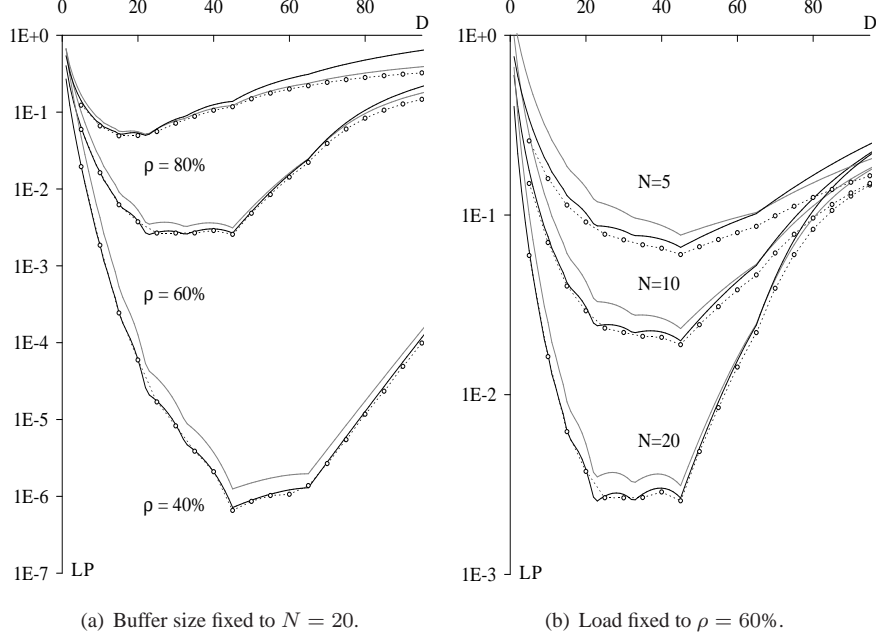 0 20 40 60 80
D
1E+0
1E-1
1E-2
1E-3
1E-4
1E-5
1E-6
1E-7
LP
ρ = 80%
ρ = 60%
ρ = 40%
(a) Buffer size fixed to N = 20.
0 20 40 60 80
D
1E+0
1E-1
1E-2
1E-3
LP
N=5
N=10
N=20
(b) Load fixed to ρ = 60%.